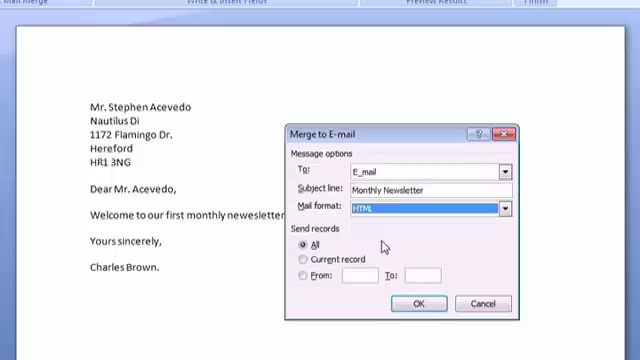 Mail Merge
Write & Insert Fields
Preview Results
Finish
Mr. Stephen Acevedo
Nautilus Di
1172 Flamingo Dr.
Hereford
HR1 3NG
Dear Mr. Acevedo,
Welcome to our first monthly newesletter
Yours sincerely,
Charles Brown.
Merge to E-mail
Message options
To: E_mail
Subject line: Monthly Newsletter
Mail format: HTML
Send records
All
Current record
From: To:
OK Cancel